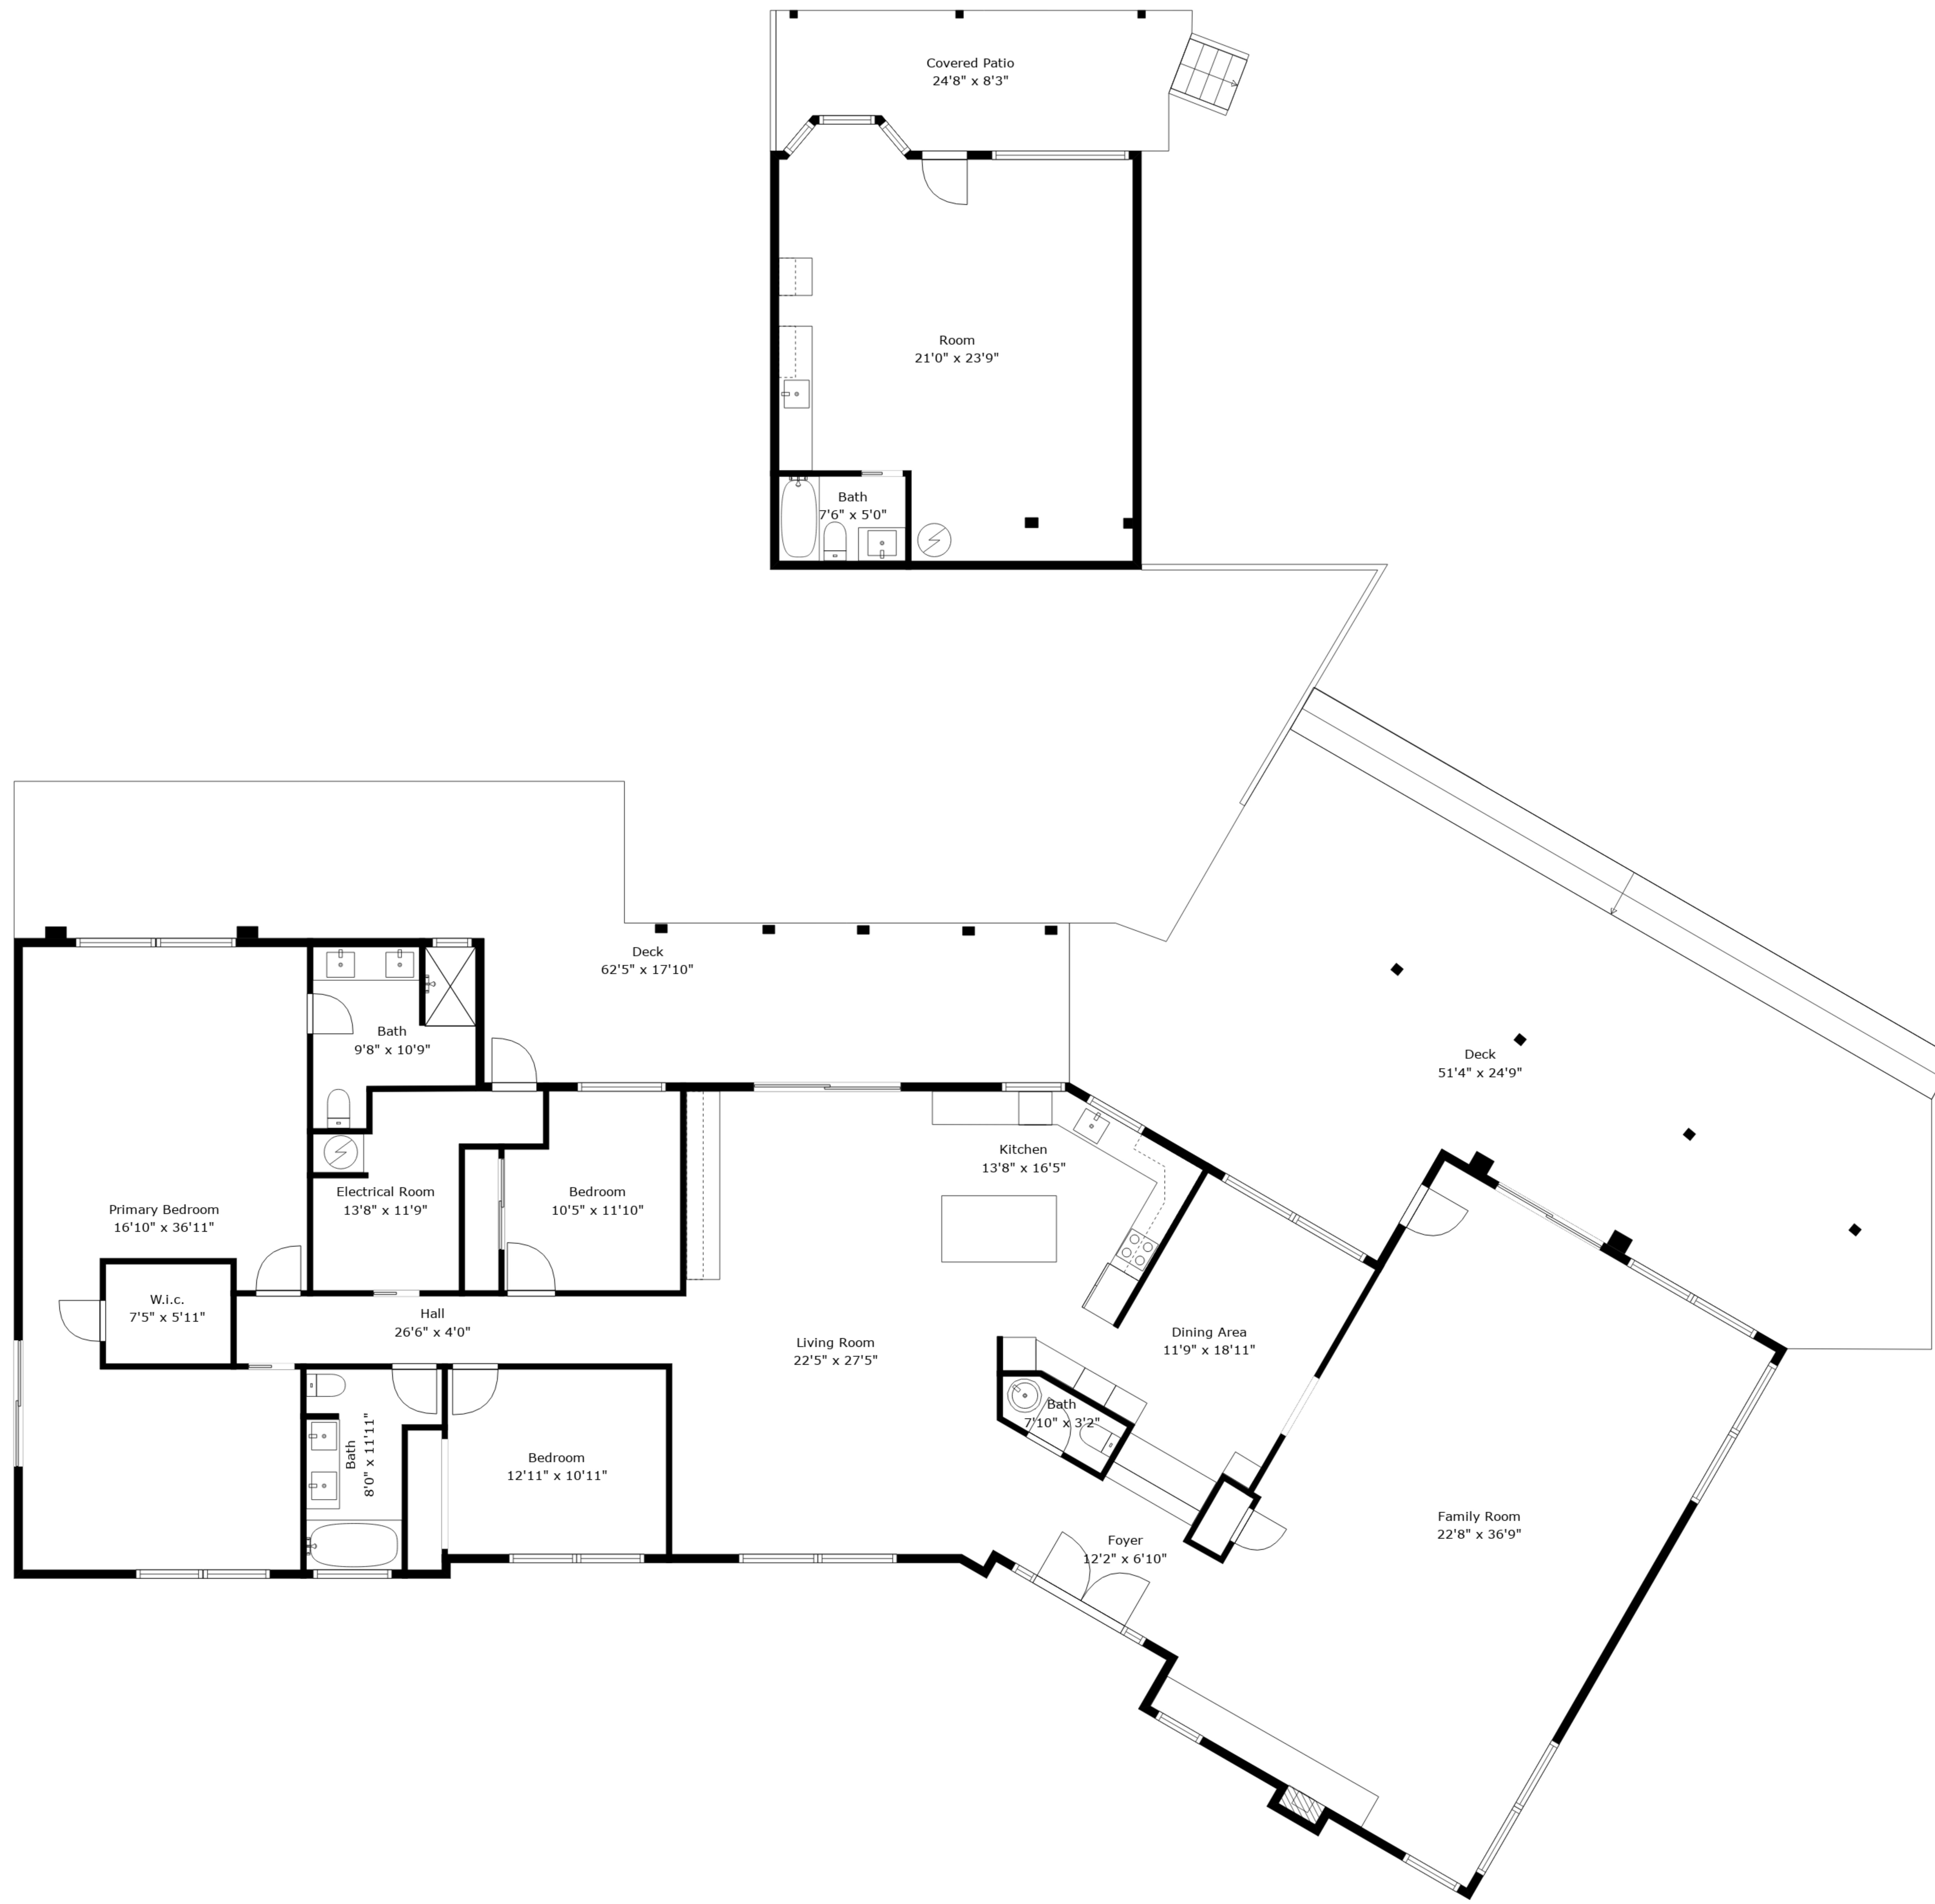 Covered Patio
24'8" x 8'3"
Room
21'0" x 23'9"
Bath
7'6" x 5'0"
Deck
62'5" x 17'10"
Bath
9'8" x 10'9"
Deck
51'4" x 24'9"
Kitchen
13'8" x 16'5"
Electrical Room
13'8" x 11'9"
Bedroom
10'5" x 11'10"
Primary Bedroom
16'10" x 36'11"
W.i.c.
7'5" x 5'11"
Hall
26'6" x 4'0"
Living Room
22'5" x 27'5"
Dining Area
11'9" x 18'11"
Bath
7'10" x 3'2"
Bath
8'0" x 11'11"
Bedroom
12'11" x 10'11"
Family Room
22'8" x 36'9"
Foyer
12'2" x 6'10"